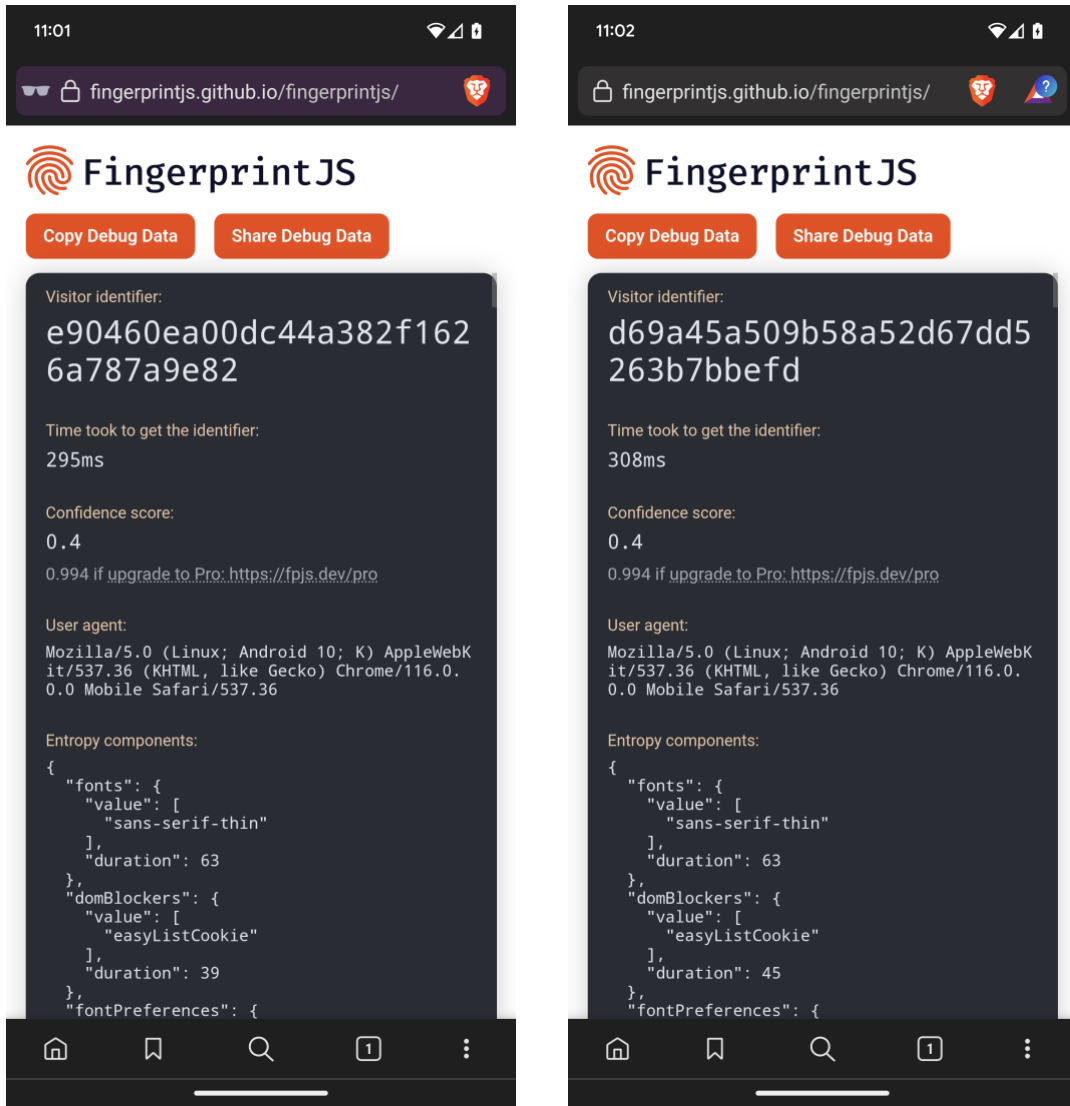 11:01
fingerprintjs.github.io/fingerprintjs/
FingerprintJS
Copy Debug Data
Share Debug Data
Visitor identifier:
e90460ea00dc44a382f162
6a787a9e82
Time took to get the identifier:
295ms
Confidence score:
0.4
0.994 if upgrade to Pro: https://fpjs.dev/pro
User agent:
Mozilla/5.0 (Linux; Android 10; K) AppleWebK
it/537.36 (KHTML, like Gecko) Chrome/116.0.
0.0 Mobile Safari/537.36
Entropy components:
{
"fonts": {
"value": [
"sans-serif-thin"
],
"duration": 63
},
"domBlockers": {
"value": [
"easyListCookie"
],
"duration": 39
},
"fontPreferences": {
1
11:02
fingerprintjs.github.io/fingerprintjs/
?
FingerprintJS
Copy Debug Data
Share Debug Data
Visitor identifier:
d69a45a509b58a52d67dd5
263b7bbefd
Time took to get the identifier:
308ms
Confidence score:
0.4
0.994 if upgrade to Pro: https://fpjs.dev/pro
User agent:
Mozilla/5.0 (Linux; Android 10; K) AppleWebK
it/537.36 (KHTML, like Gecko) Chrome/116.0.
0.0 Mobile Safari/537.36
Entropy components:
{
"fonts": {
"value": [
"sans-serif-thin"
],
"duration": 63
},
"domBlockers": {
"value": [
"easyListCookie"
],
"duration": 45
},
"fontPreferences": {
1